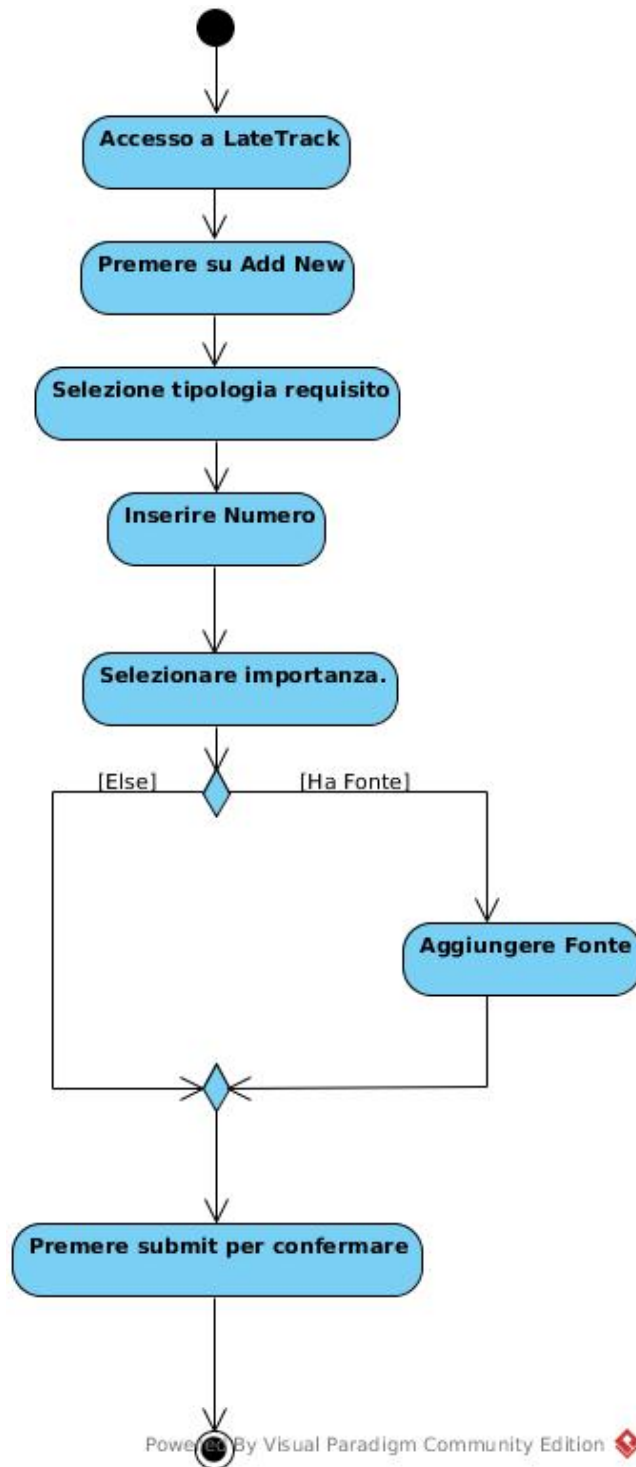 Accesso a LateTrack
Premere su Add New
Selezione tipologia requisito
Inserire Numero
Selezionare importanza.
[Else]
[Ha Fonte]
Aggiungere Fonte
Premere submit per confermare
Powered By Visual Paradigm Community Edition